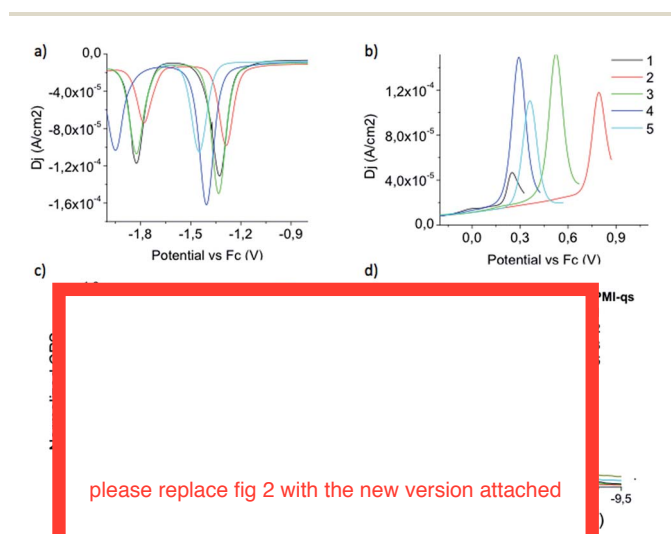 a)
0,0
-4,0x10-5
-8,0x10-5
-1,2x10-4
-1,6x10-4
Dj (A/cm2)
-1,8 -1,5 -1,2 -0,9
Potential vs Fc (V)
b)
1,2x10-4
8,0x10-5
4,0x10-5
0,0
Dj (A/cm2)
0,0 0,3 0,6 0,9
Potential vs Fc (V)
1
2
3
4
5
c)
d)
PMI-qs
please replace fig 2 with the new version attached
-9,5
)